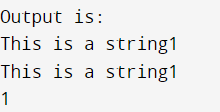 Output is:
This is a string1
This is a string1
1